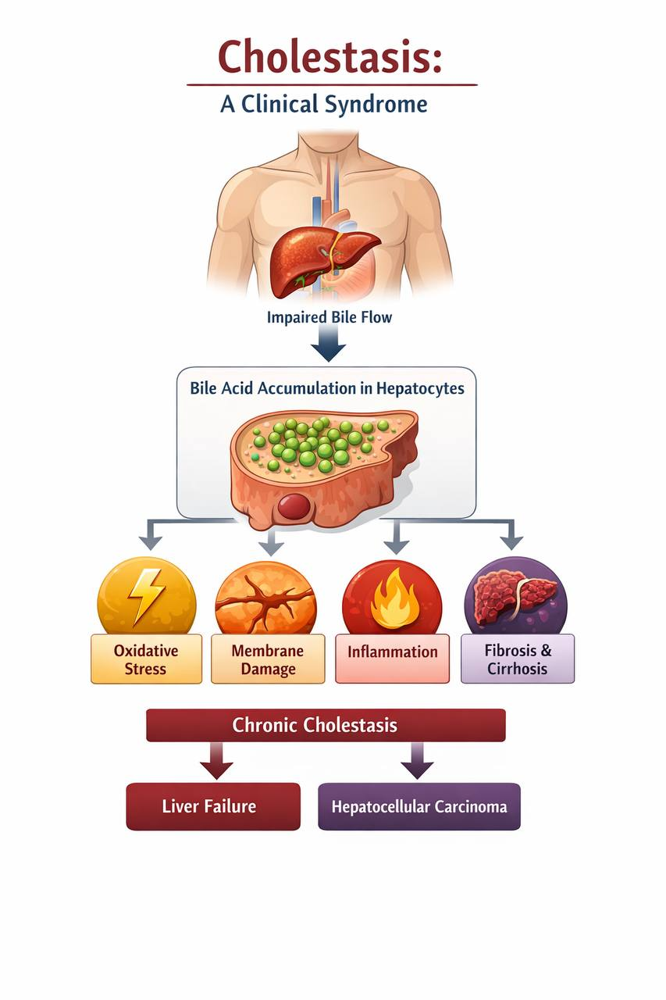 Cholestasis:
A Clinical Syndrome
Impaired Bile Flow
Bile Acid Accumulation in Hepatocytes
Oxidative
Stress
Membrane
Damage
Inflammation
Fibrosis &
Cirrhosis
Chronic Cholestasis
Liver Failure
Hepatocellular Carcinoma